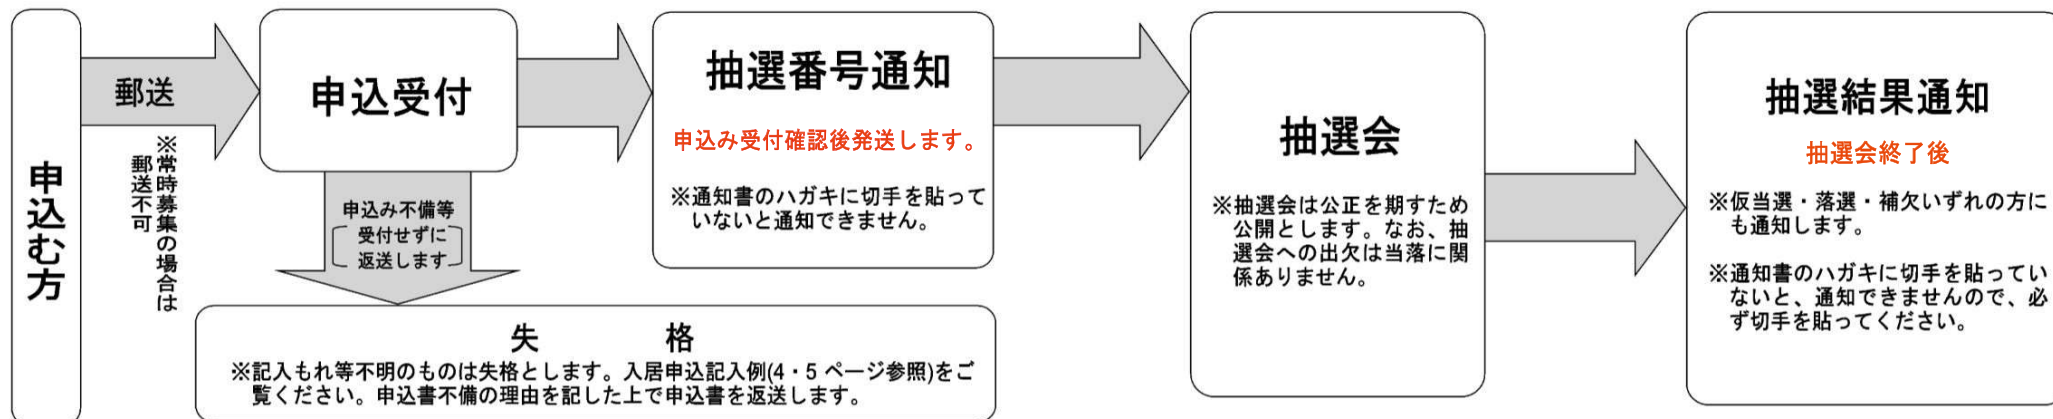 申込む方
郵送
※常時募集の場合は
郵送不可
申込受付
申込み不備等
受付せずに
返送します
失格
※記入もれ等不明のものは失格とします。入居申込記入例(4・5 ページ参照)をご
覧ください。申込書不備の理由を記した上で申込書を返送します。
抽選番号通知
申込み受付確認後発送します。
※通知書のハガキに切手を貼って
いないと通知できません。
抽選会
※抽選会は公正を期すため
公開とします。なお、抽
選会への出欠は当落に関
係ありません。
抽選結果通知
抽選会終了後
※仮当選・落選・補欠いずれの方に
も通知します。
※通知書のハガキに切手を貼ってい
ないと、通知できませんので、必
ず切手を貼ってください。